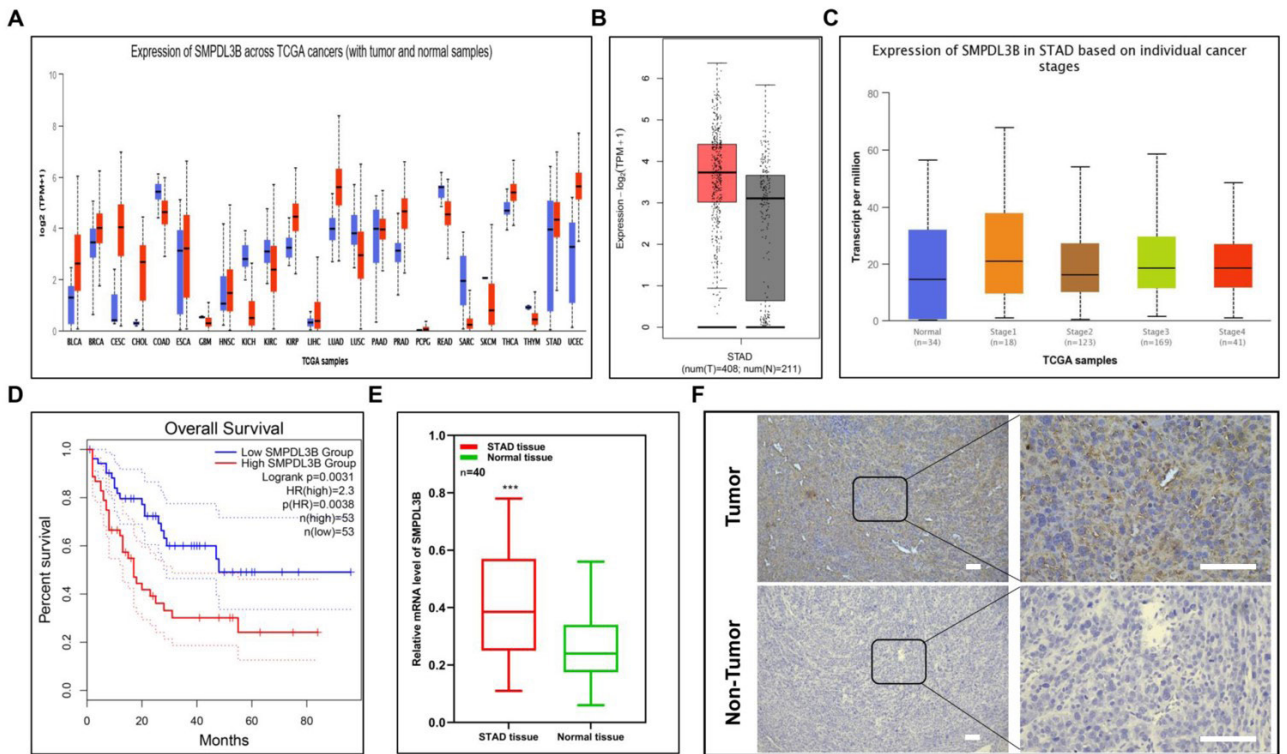 A
Expression of SMPDL3B across TCGA cancers (with tumor and normal samples)
log2 (TPM+1)
10
8
6
4
2
0
BLCA BRCA CESC CHOL COAD ESCA GBM HNSC KICH KIRC KIRP LIHC LUAD LUSC PAAD PRAD PCPG READ SARC SKCM THCA THYM STAD UCEC
TCGA samples
B
Expression – log₂(TPM + 1)
6
5
4
3
2
1
0
STAD
(num(T)=408; num(N)=211)
C
Expression of SMPDL3B in STAD based on individual cancer
stages
Transcript per million
80
60
40
20
0
Normal Stage1 Stage2 Stage3 Stage4
(n=34) (n=18) (n=123) (n=169) (n=41)
TCGA samples
D
Overall Survival
Low SMPDL3B Group
High SMPDL3B Group
Logrank p=0.0031
HR(high)=2.3
p(HR)=0.0038
n(high)=53
n(low)=53
Percent survival
1.0
0.8
0.6
0.4
0.2
0.0
0 20 40 60 80
Months
E
STAD tissue
Normal tissue
n=40
***
Relative mRNA level of SMPDL3B
1.0
0.8
0.6
0.4
0.2
0.0
STAD tissue Normal tissue
F
Tumor
Non-Tumor